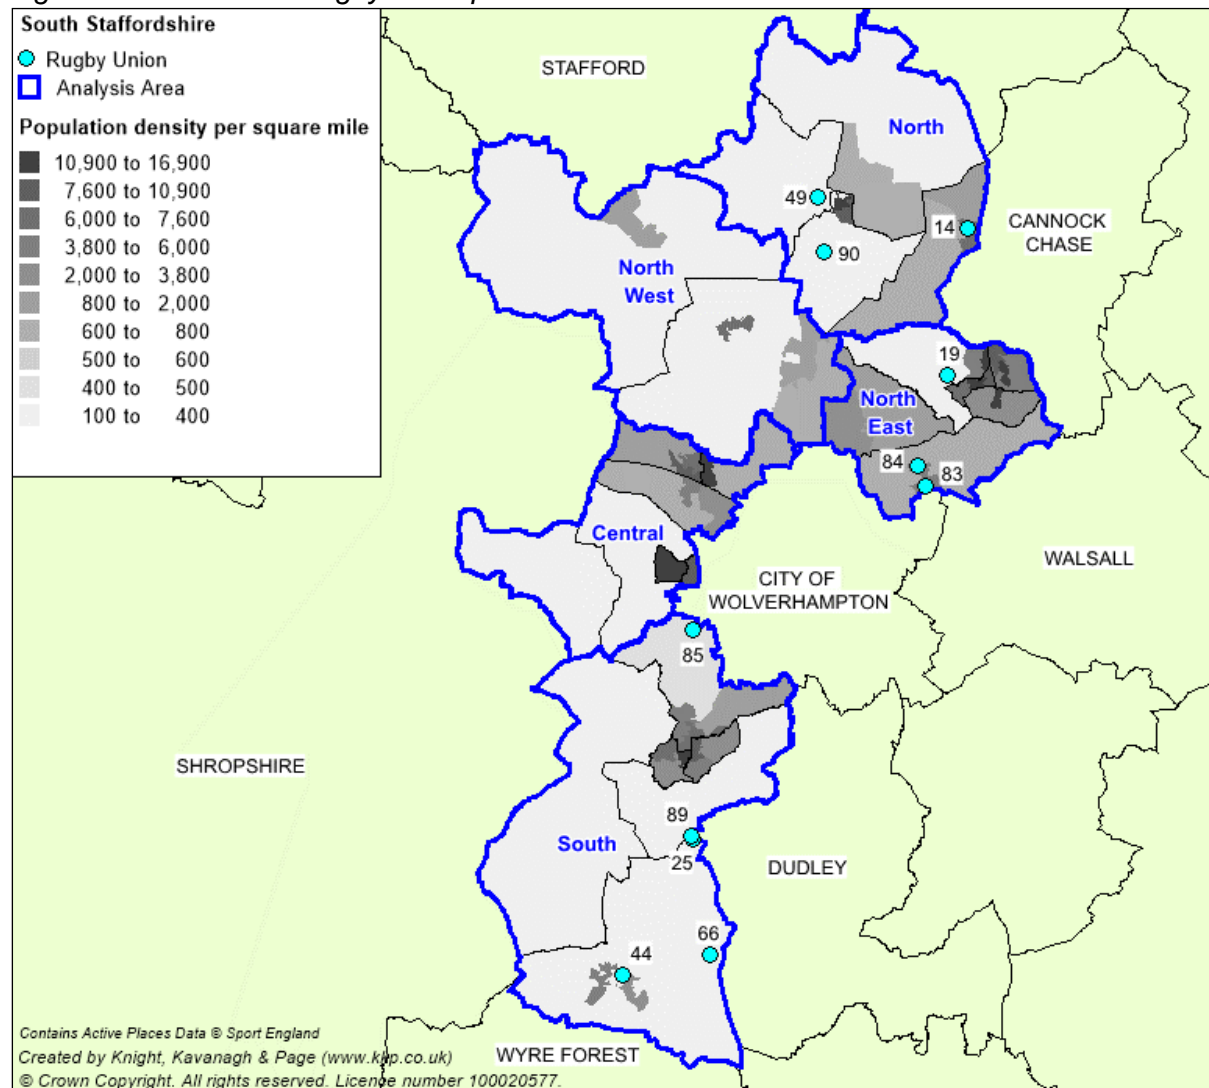 South Staffordshire
Rugby Union
Analysis Area
Population density per square mile
10,900 to 16,900
7,600 to 10,900
6,000 to 7,600
3,800 to 6,000
2,000 to 3,800
800 to 2,000
600 to 800
500 to 600
400 to 500
100 to 400
STAFFORD
North
49
14
CANNOCK
CHASE
90
North
West
19
North
East
84
83
Central
WALSALL
CITY OF
WOLVERHAMPTON
85
SHROPSHIRE
89
South
25
DUDLEY
66
44
Contains Active Places Data © Sport England
Created by Knight, Kavanagh & Page (www.kkp.co.uk)
WYRE FOREST
© Crown Copyright. All rights reserved. Licence number 100020577.